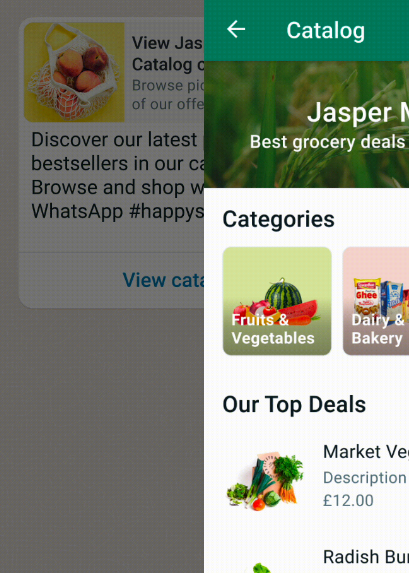 View Jas
Catalog o
Browse pic
of our offe
Discover our latest
bestsellers in our ca
Browse and shop w
WhatsApp #happys
View cata
Catalog
Jasper M
Best grocery deals
Categories
Fruits &
Vegetables
Ghee
Dairy &
Bakery
Our Top Deals
Market Veg
Description
£12.00
Radish Bun